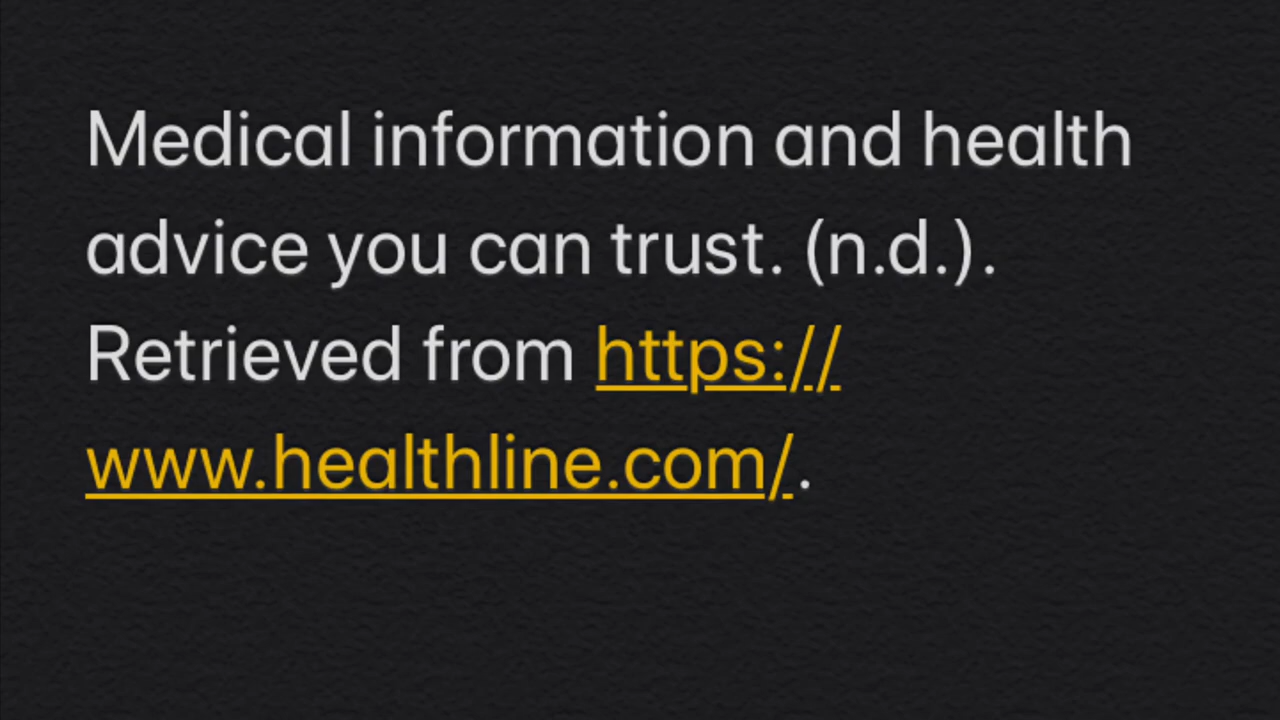 Medical information and health
advice you can trust. (n.d.).
Retrieved from https://
www.healthline.com/.